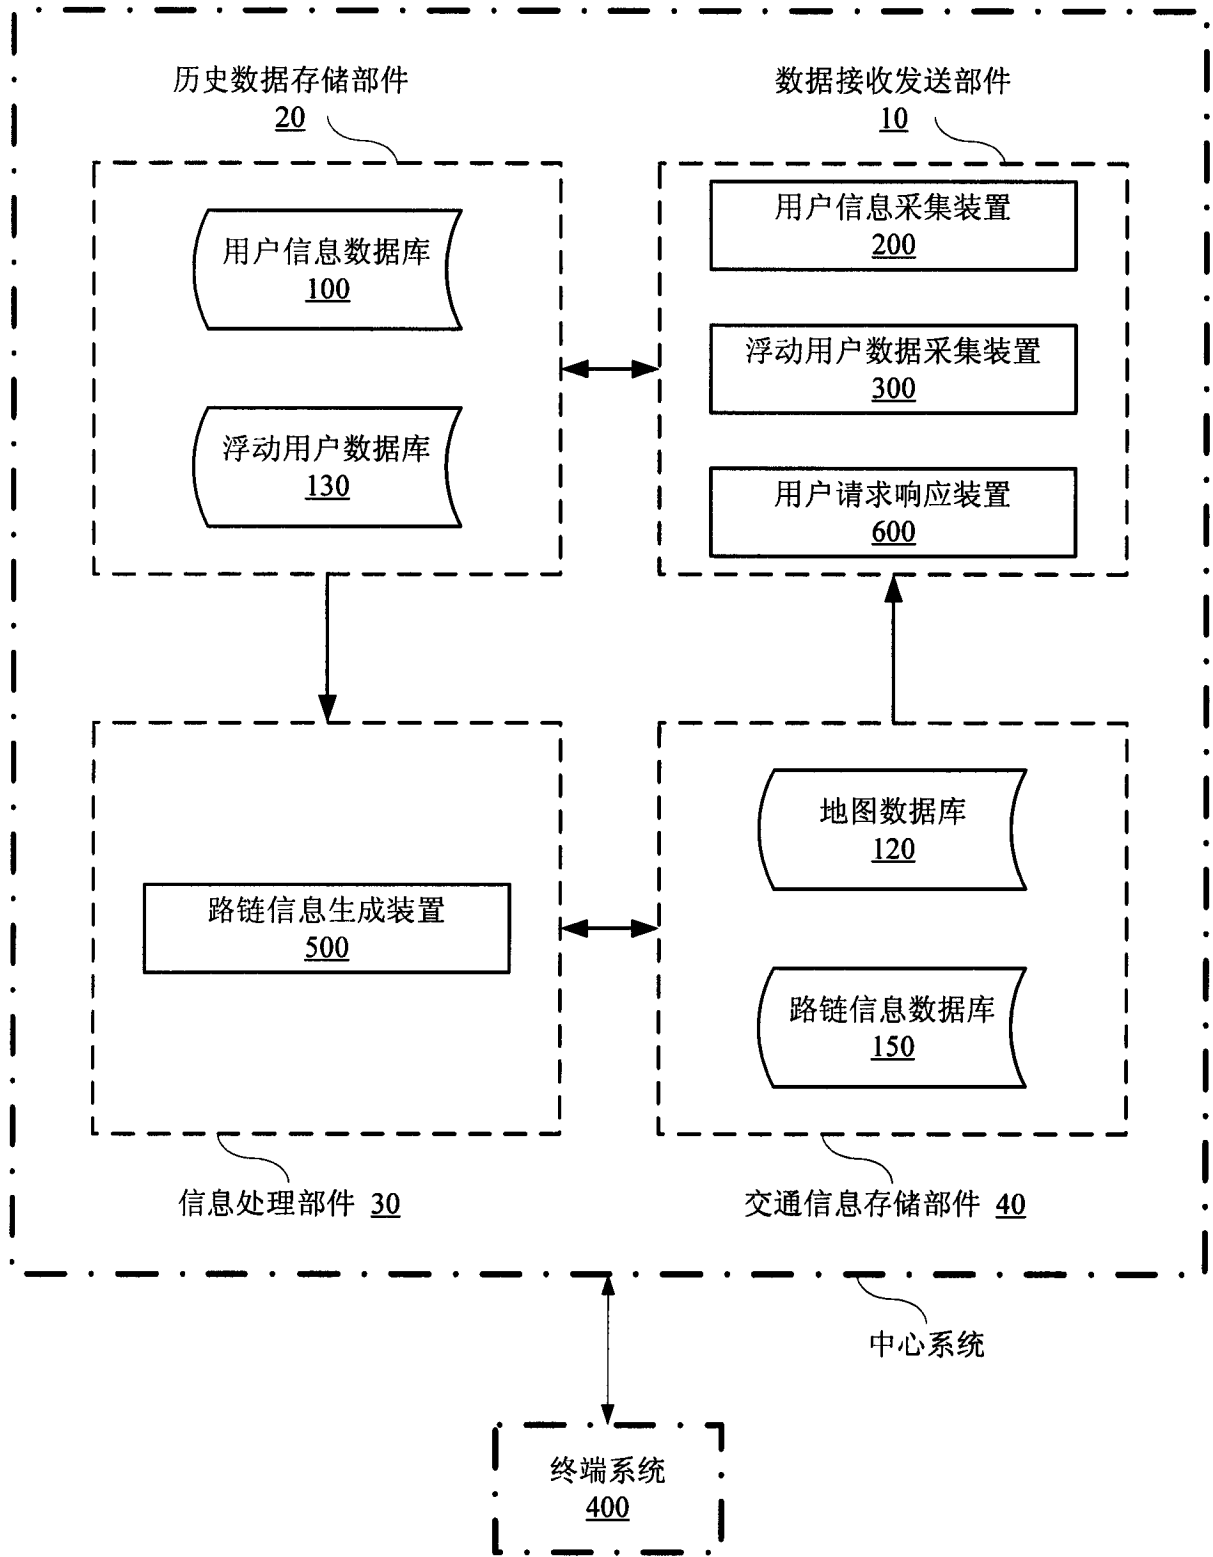 历史数据存储部件
20
数据接收发送部件
10
用户信息数据库
100
浮动用户数据库
130
用户信息采集装置
200
浮动用户数据采集装置
300
用户请求响应装置
600
路链信息生成装置
500
地图数据库
120
路链信息数据库
150
信息处理部件 30
交通信息存储部件 40
中心系统
终端系统
400